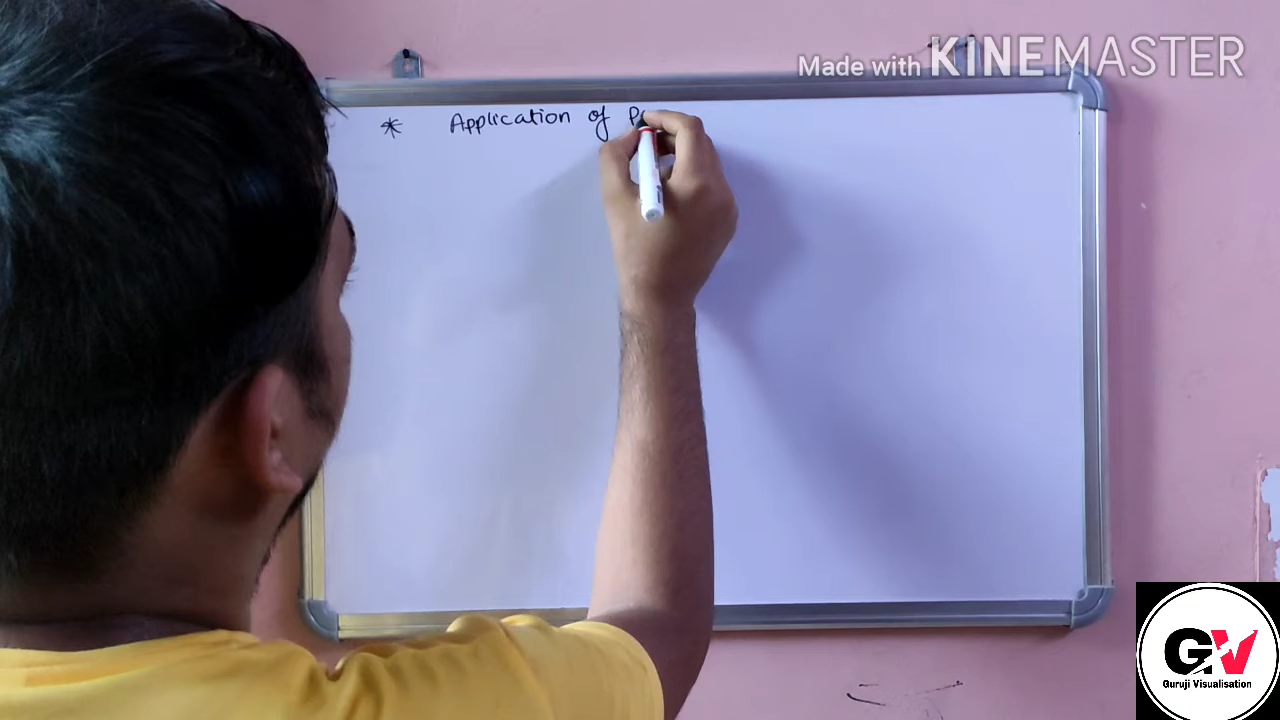 Made with KINEMASTER
* Application of
GV
Guruji Visualisation